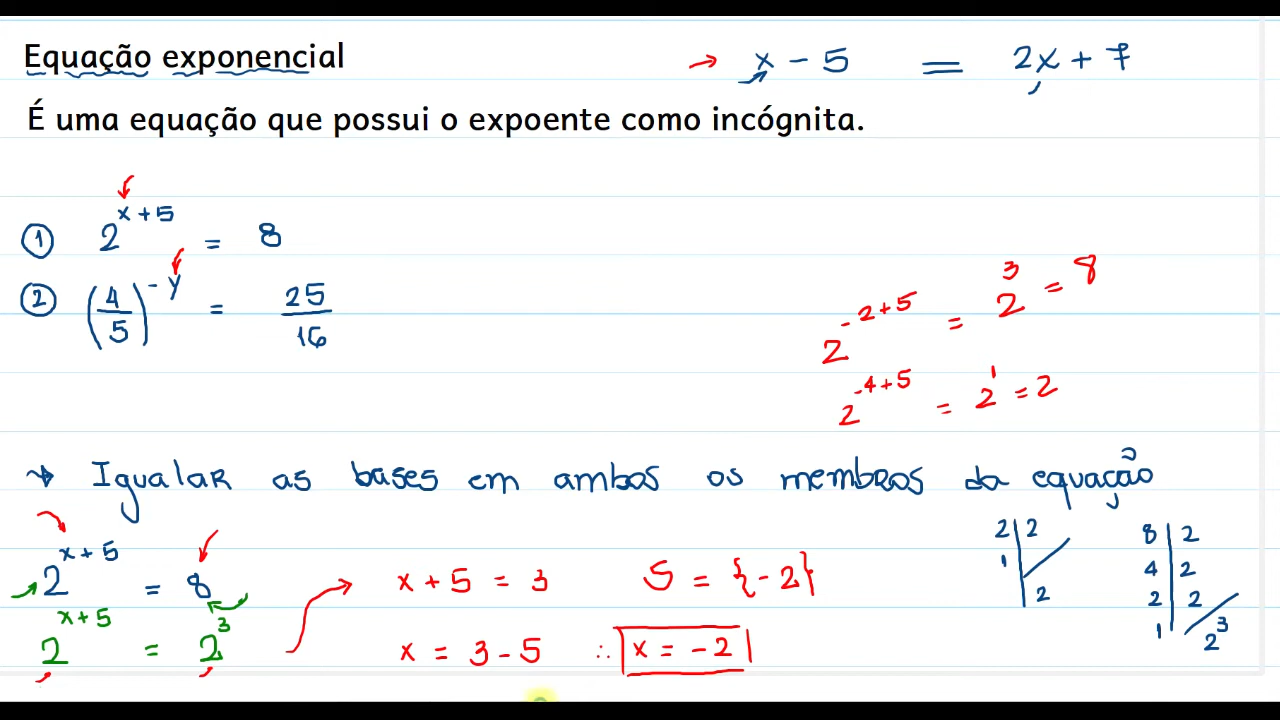 Equação exponencial
→ x - 5 = 2x + 7
É uma equação que possui o expoente como incógnita.
① 2^{x+5} = 8
② (4/5)^{-y} = 25/16
2^{-2+5} = 2^3 = 8
2^{-4+5} = 2^1 = 2
Igualar as bases em ambos os membros da equação
2^{x+5} = 8
2^{x+5} = 2^3
x + 5 = 3
x = 3 - 5 ∴ x = -2
S = {-2}
2 | 2
1
2
8 | 2
4 | 2
2 | 2
1
2^3